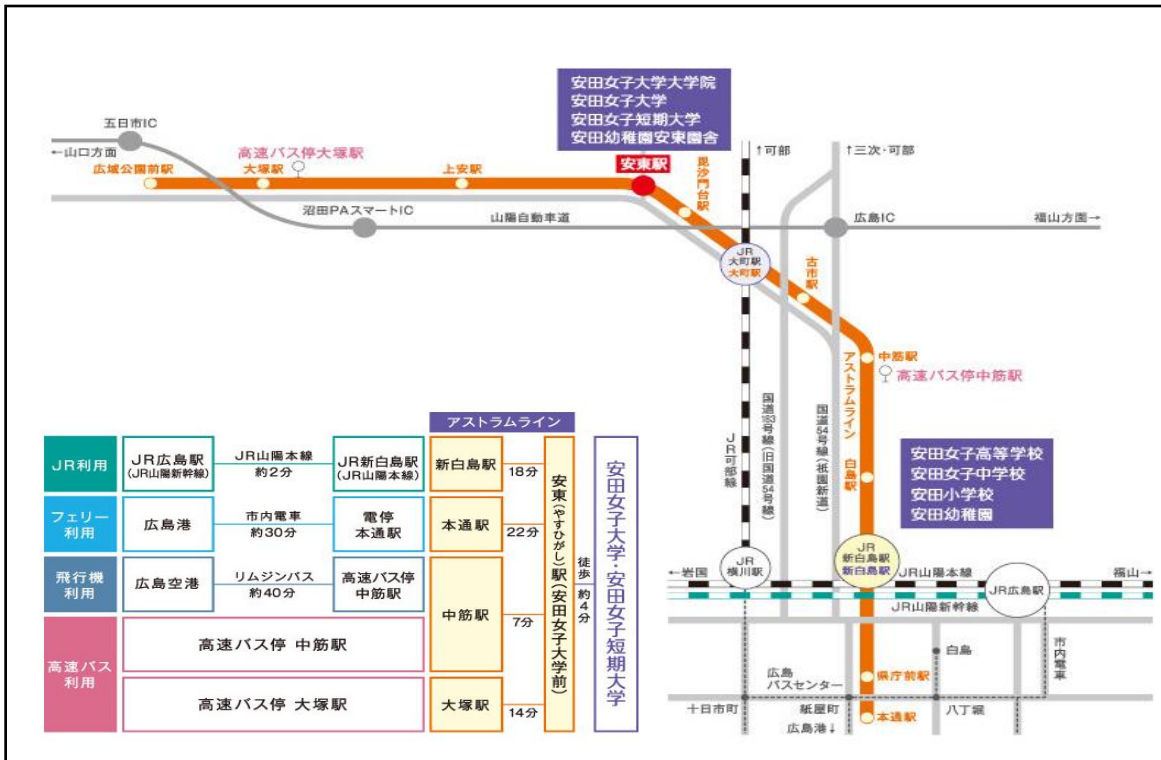 安田女子大学大学院
安田女子大学
安田女子短期大学
安田幼稚園安東園舎
五日市IC
←山口方面
高速バス停大塚駅
広域公園前駅
大塚駅
上安駅
安東駅
毘沙門台駅
↑可部
↑三次・可部
沼田PAスマートIC
山陽自動車道
広島IC
福山方面→
JR
大町駅
大町駅
古市駅
中筋駅
高速バス停中筋駅
アストラムライン
国道183号線(旧国道54号線)
国道54号線(祇園新道)
JR可部線
白島駅
安田女子高等学校
安田女子中学校
安田小学校
安田幼稚園
JR
新白島駅
新白島駅
JR
横川駅
←岩国
JR山陽本線
福山→
JR広島駅
JR山陽新幹線
白島
市内電車
広島
バスセンター
県庁前駅
十日市町
紙屋町
八丁堀
広島港↓
本通駅
アストラムライン
JR利用
JR広島駅
(JR山陽新幹線)
JR山陽本線
約2分
JR新白島駅
(JR山陽本線)
新白島駅
18分
フェリー
利用
広島港
市内電車
約30分
電停
本通駅
本通駅
22分
飛行機
利用
広島空港
リムジンバス
約40分
高速バス停
中筋駅
中筋駅
7分
高速バス
利用
高速バス停 中筋駅
高速バス停 大塚駅
大塚駅
14分
安東(やすひがし)駅(安田女子大学前)
徒歩 約4分
安田女子大学・安田女子短期大学